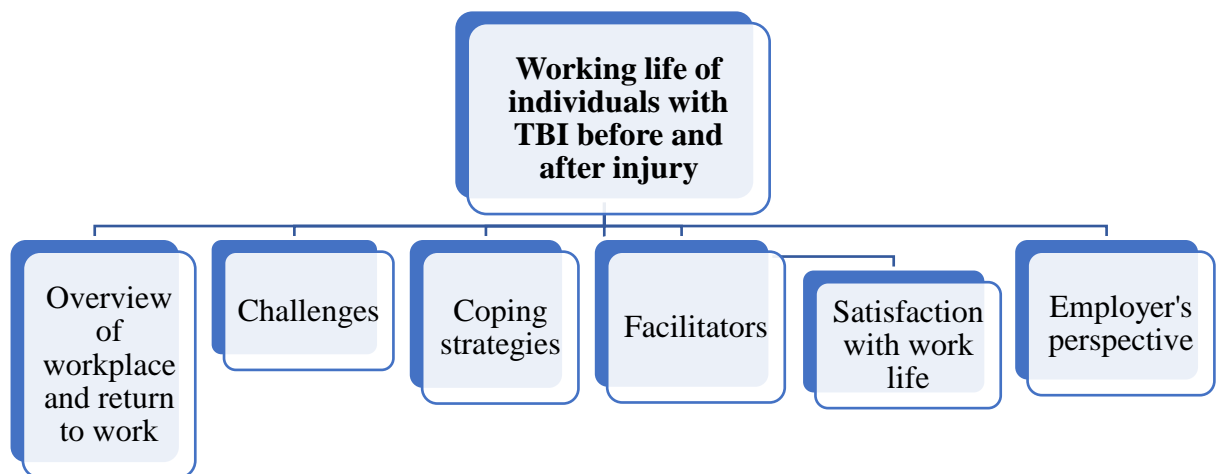 Working life of
individuals with
TBI before and
after injury
Overview
of
workplace
and return
to work
Challenges
Coping
strategies
Facilitators
Satisfaction
with work
life
Employer's
perspective